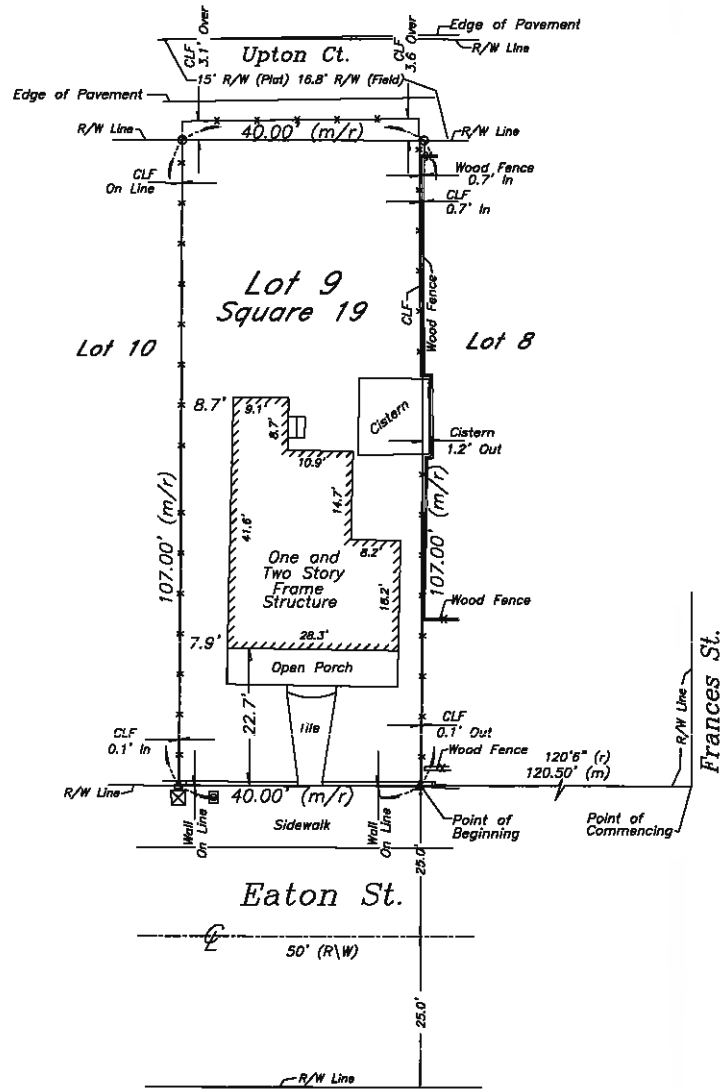 CLF
3.1' Over
CLF
3.6' Over
Edge of Pavement
R/W Line
Upton Ct.
15' R/W (Plat) 16.8' R/W (Field)
Edge of Pavement
R/W Line
40.00' (m/r)
R/W Line
CLF
On Line
Wood Fence
0.7' In
CLF
0.7' In
Lot 9
Square 19
CLF
Wood Fence
Lot 10
Lot 8
8.7'
9.1'
8.7'
Cistern
Cistern
1.2' Out
10.9'
14.7'
41.6'
107.00' (m/r)
107.00' (m/r)
8.2'
One and
Two Story
Frame
Structure
16.2'
Wood Fence
7.9'
28.3'
Open Porch
22.7'
Tile
CLF
0.1' In
CLF
0.1' Out
Wood Fence
120'6" (r)
120.50' (m)
R/W Line
Frances St.
R/W Line
40.00' (m/r)
Wall
On Line
Sidewalk
Wall
On Line
Point of
Beginning
Point of
Commencing
25.0'
Eaton St.
℄
50' (R\W)
25.0'
R/W Line